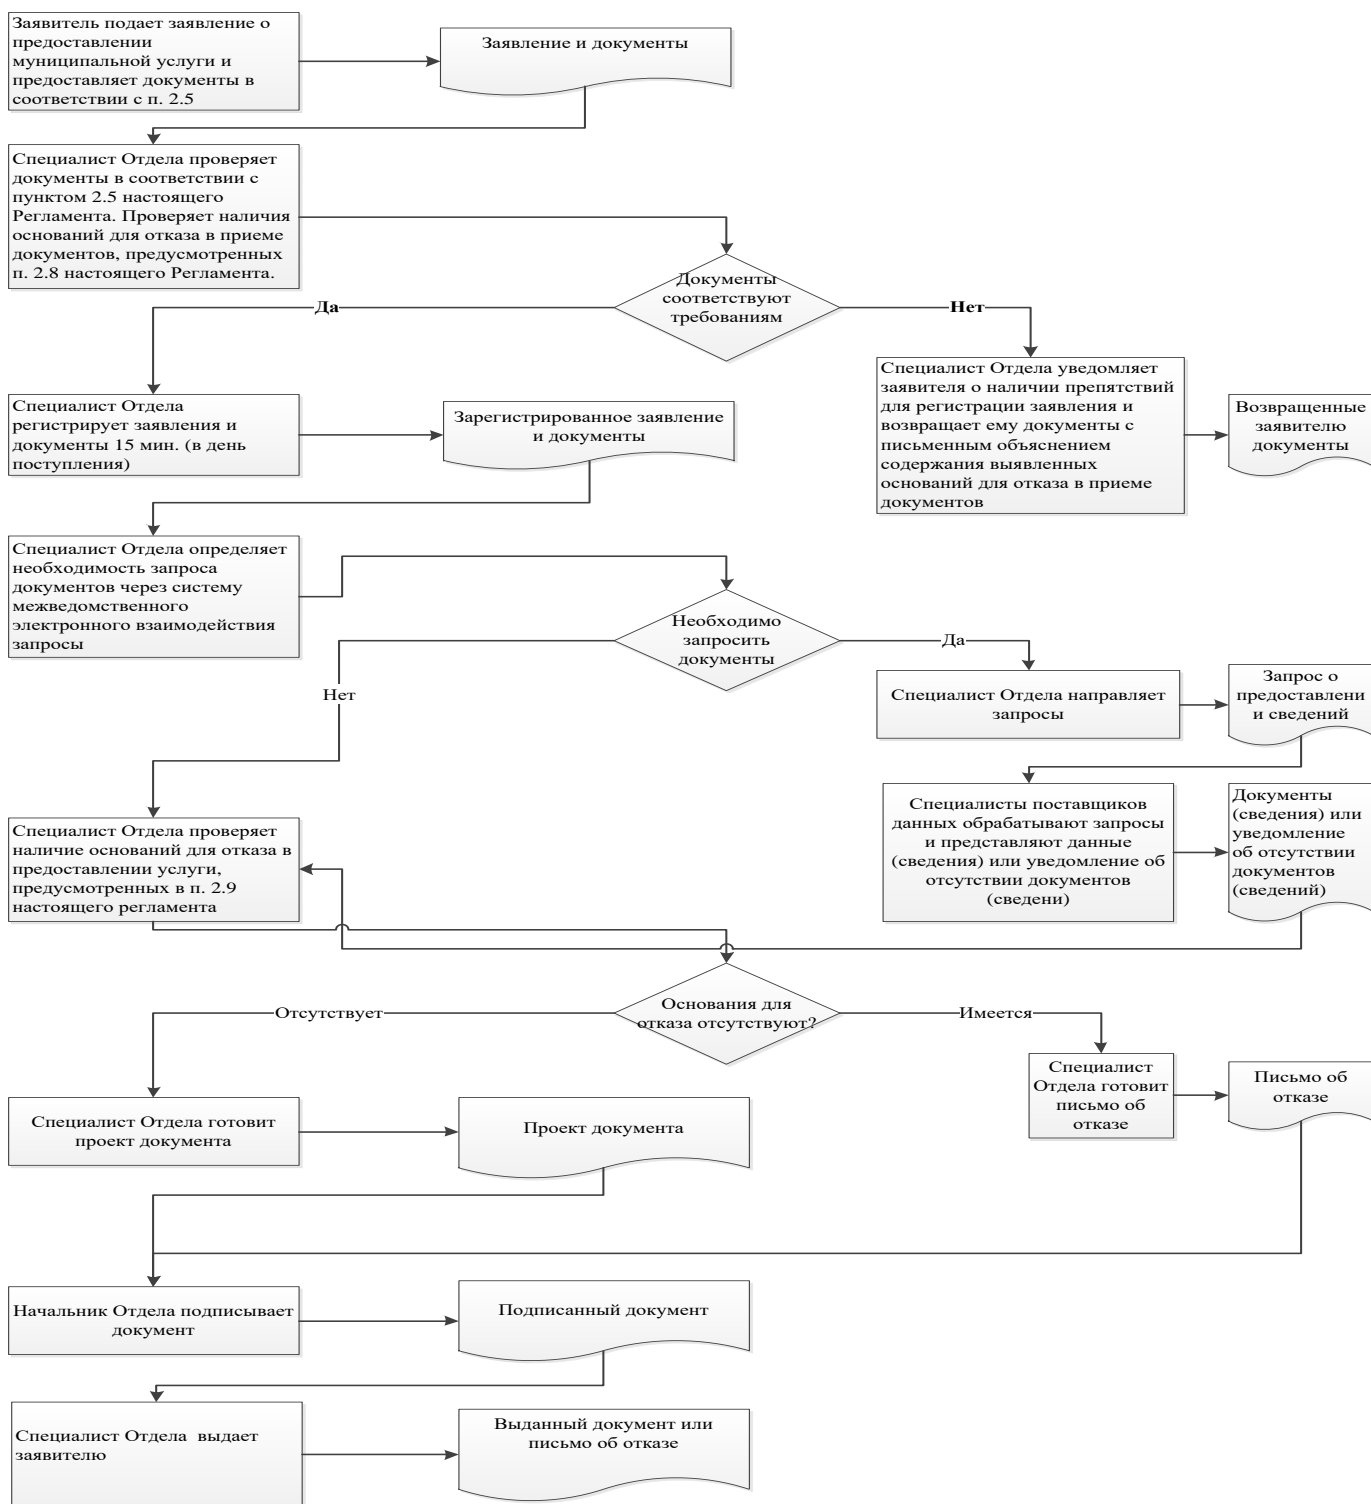 Заявитель подает заявление о
предоставлении
муниципальной услуги и
предоставляет документы в
соответствии с п. 2.5
Заявление и документы
Специалист Отдела проверяет
документы в соответствии с
пунктом 2.5 настоящего
Регламента. Проверяет наличия
оснований для отказа в приеме
документов, предусмотренных
п. 2.8 настоящего Регламента.
Документы
соответствуют
требованиям
Да
Нет
Специалист Отдела
регистрирует заявления и
документы 15 мин. (в день
поступления)
Зарегистрированное заявление
и документы
Специалист Отдела уведомляет
заявителя о наличии препятствий
для регистрации заявления и
возвращает ему документы с
письменным объяснением
содержания выявленных
оснований для отказа в приеме
документов
Возвращенные
заявителю
документы
Специалист Отдела определяет
необходимость запроса
документов через систему
межведомственного
электронного взаимодействия
запросы
Необходимо
запросить
документы
Да
Нет
Специалист Отдела направляет
запросы
Запрос о
предоставлени
и сведений
Специалисты поставщиков
данных обрабатывают запросы
и представляют данные
(сведения) или уведомление об
отсутствии документов
(сведени)
Документы
(сведения) или
уведомление
об отсутствии
документов
(сведений)
Специалист Отдела проверяет
наличие оснований для отказа в
предоставлении услуги,
предусмотренных в п. 2.9
настоящего регламента
Основания для
отказа отсутствуют?
Отсутствует
Имеется
Специалист
Отдела готовит
письмо об
отказе
Письмо об
отказе
Специалист Отдела готовит
проект документа
Проект документа
Начальник Отдела подписывает
документ
Подписанный документ
Специалист Отдела  выдает
заявителю
Выданный документ или
письмо об отказе